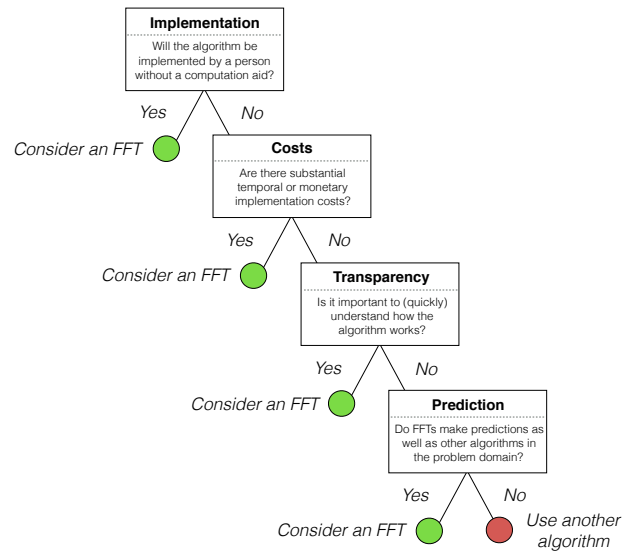 Implementation
Will the algorithm be
implemented by a person
without a computation aid?
Yes
No
Consider an FFT
Costs
Are there substantial
temporal or monetary
implementation costs?
Yes
No
Consider an FFT
Transparency
Is it important to (quickly)
understand how the
algorithm works?
Yes
No
Consider an FFT
Prediction
Do FFTs make predictions as
well as other algorithms in
the problem domain?
Yes
No
Consider an FFT
Use another
algorithm